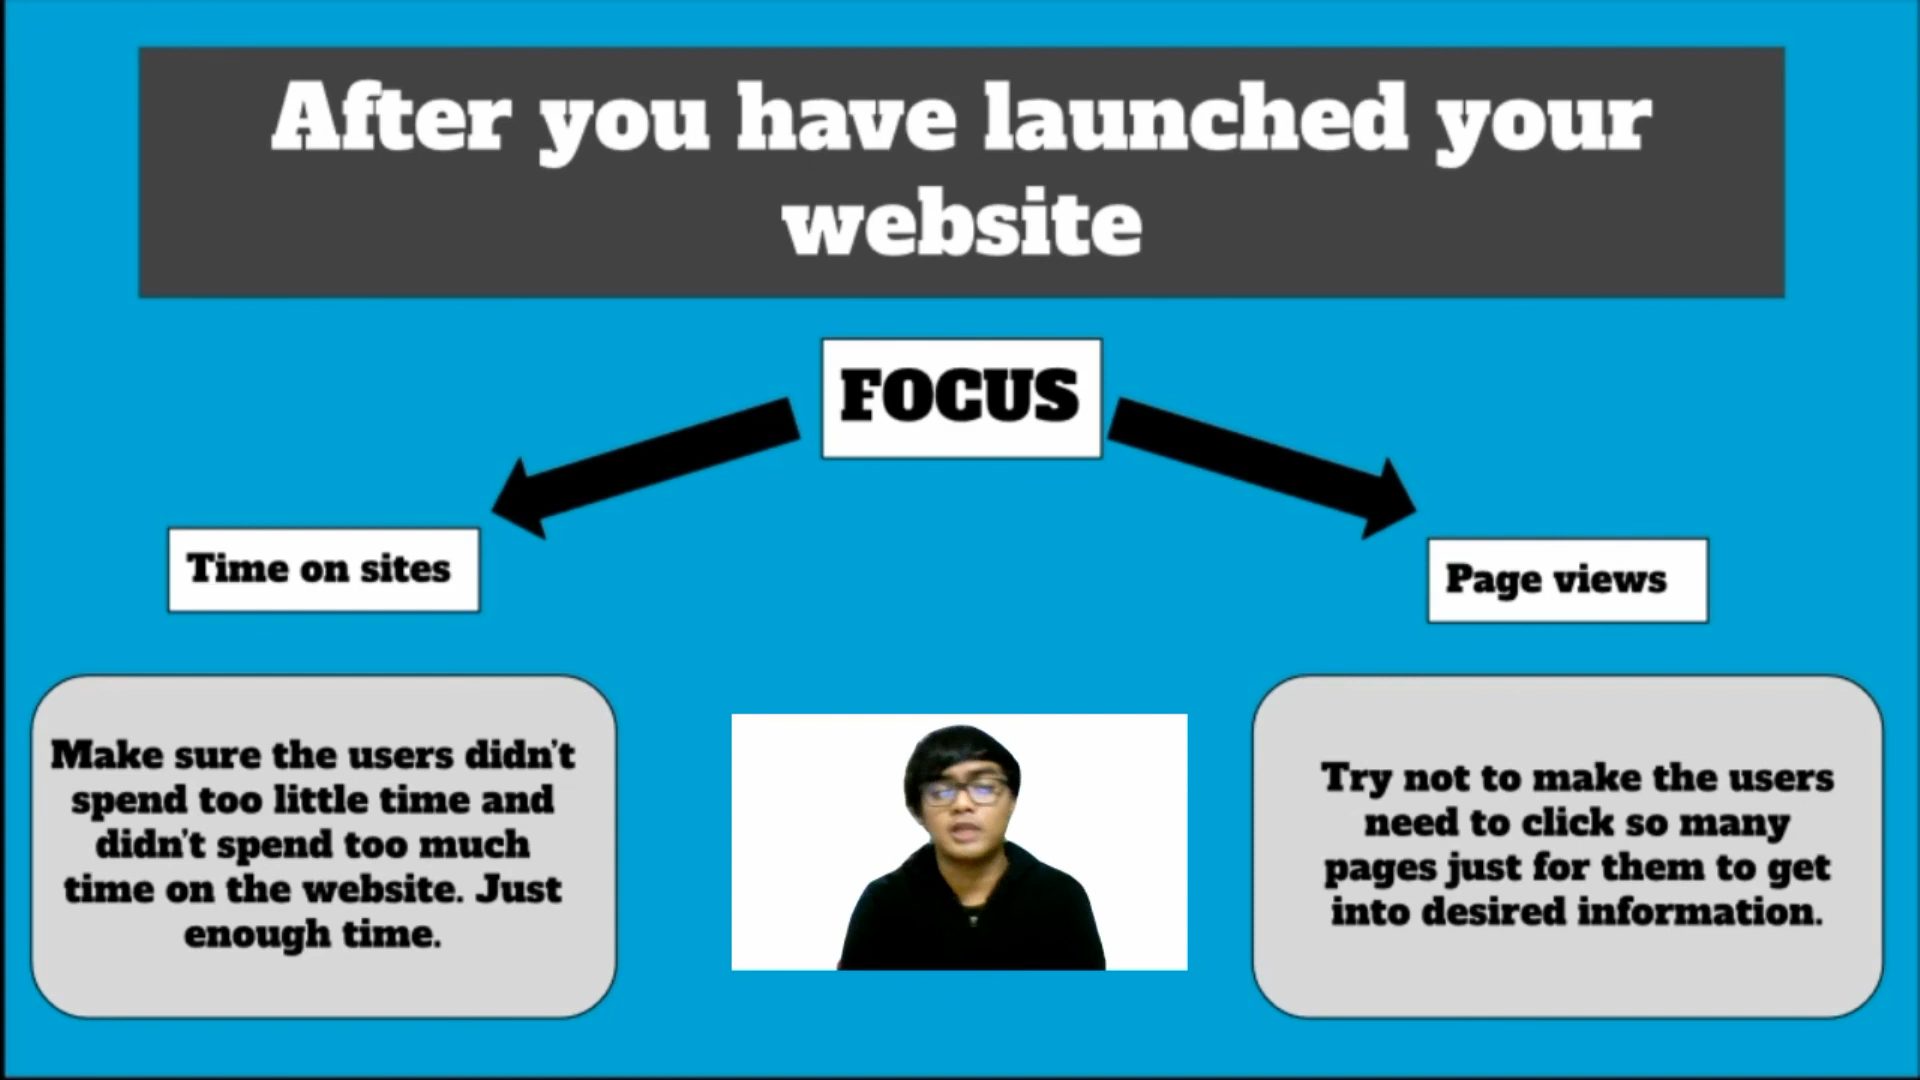 After you have launched your
website
FOCUS
Time on sites
Page views
Make sure the users didn't
spend too little time and
didn't spend too much
time on the website. Just
enough time.
Try not to make the users
need to click so many
pages just for them to get
into desired information.